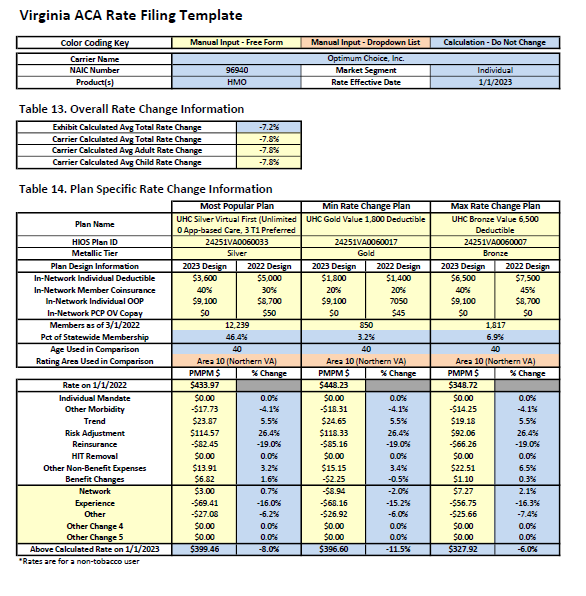 Virginia ACA Rate Filing Template
Color Coding Key Manual Input - Free Form Manual Input - Dropdown List Calculation - Do Not Change
Carrier Name Optimum Choice, Inc.
NAIC Number 96940 Market Segment Individual
Product(s) HMO Rate Effective Date 1/1/2023
Table 13. Overall Rate Change Information
Exhibit Calculated Avg Total Rate Change -7.2%
Carrier Calculated Avg Total Rate Change -7.8%
Carrier Calculated Avg Adult Rate Change -7.8%
Carrier Calculated Avg Child Rate Change -7.8%
Table 14. Plan Specific Rate Change Information
Most Popular Plan Min Rate Change Plan Max Rate Change Plan
Plan Name UHC Silver Virtual First (Unlimited 0 App-based Care, 3 T1 Preferred UHC Gold Value 1,800 Deductible UHC Bronze Value 6,500 Deductible
HIOS Plan ID 24251VA0060033 24251VA0060017 24251VA0060007
Metallic Tier Silver Gold Bronze
Plan Design Information 2023 Design 2022 Design 2023 Design 2022 Design 2023 Design 2022 Design
In-Network Individual Deductible $3,600 $5,000 $1,800 $1,400 $6,500 $7,500
In-Network Member Coinsurance 40% 30% 20% 20% 40% 45%
In-Network Individual OOP $9,100 $8,700 $9,100 7050 $9,100 $8,700
In-Network PCP OV Copay $0 $50 $0 $45 $0 $0
Members as of 3/1/2022 12,239 850 1,817
Pct of Statewide Membership 46.4% 3.2% 6.9%
Age Used in Comparison 40 40 40
Rating Area Used in Comparison Area 10 (Northern VA) Area 10 (Northern VA) Area 10 (Northern VA)
PMPM $ % Change PMPM $ % Change PMPM $ % Change
Rate on 1/1/2022 $433.97 $448.23 $348.72
Individual Mandate $0.00 0.0% $0.00 0.0% $0.00 0.0%
Other Morbidity -$17.73 -4.1% -$18.31 -4.1% -$14.25 -4.1%
Trend $23.87 5.5% $24.65 5.5% $19.18 5.5%
Risk Adjustment $114.57 26.4% $118.33 26.4% $92.06 26.4%
Reinsurance -$82.45 -19.0% -$85.16 -19.0% -$66.26 -19.0%
HIT Removal $0.00 0.0% $0.00 0.0% $0.00 0.0%
Other Non-Benefit Expenses $13.91 3.2% $15.15 3.4% $22.51 6.5%
Benefit Changes $6.82 1.6% -$2.25 -0.5% $1.10 0.3%
Network $3.00 0.7% -$8.94 -2.0% $7.27 2.1%
Experience -$69.41 -16.0% -$68.16 -15.2% -$56.75 -16.3%
Other -$27.08 -6.2% -$26.92 -6.0% -$25.66 -7.4%
Other Change 4 $0.00 0.0% $0.00 0.0% $0.00 0.0%
Other Change 5 $0.00 0.0% $0.00 0.0% $0.00 0.0%
Above Calculated Rate on 1/1/2023 $399.46 -8.0% $396.60 -11.5% $327.92 -6.0%
*Rates are for a non-tobacco user